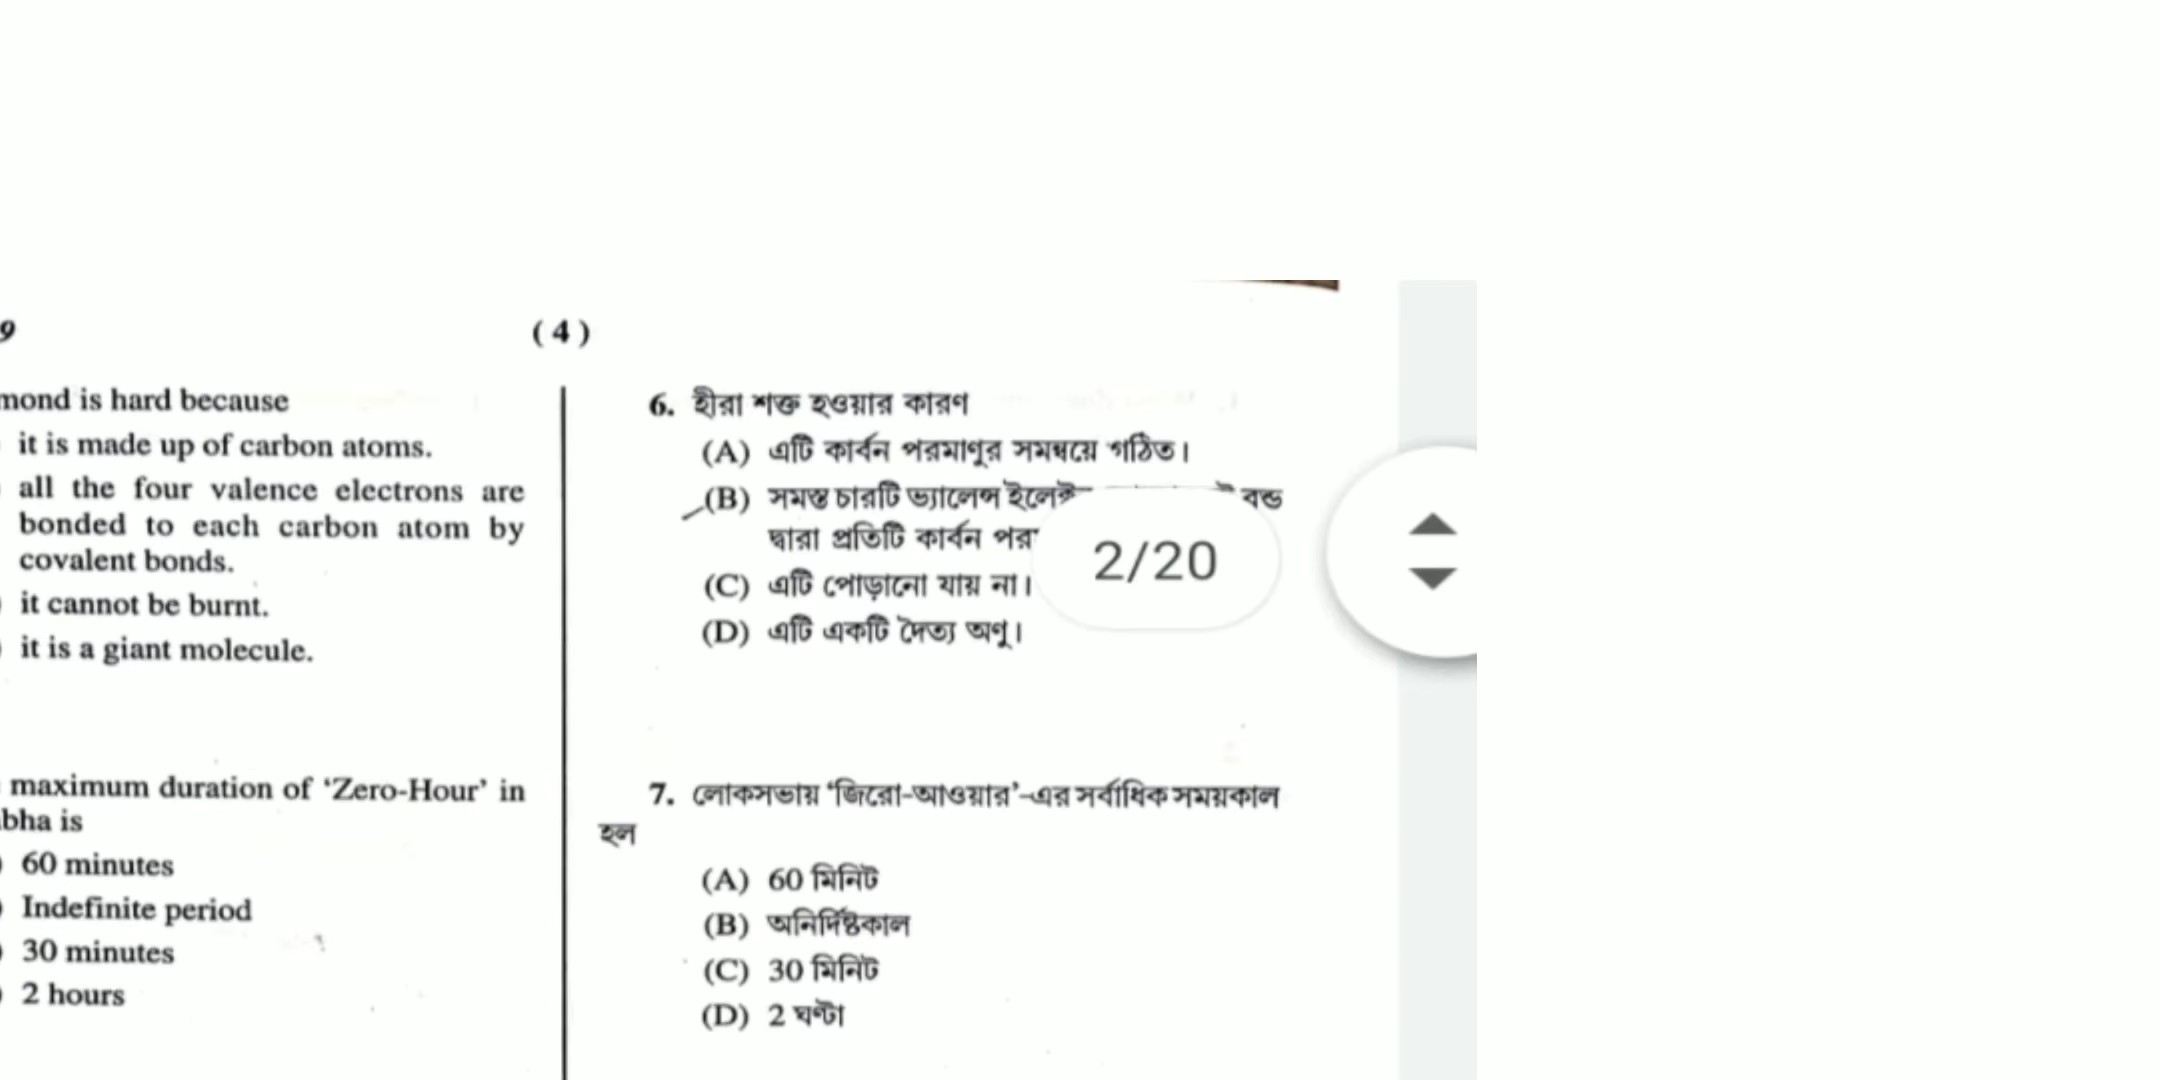 9
( 4 )
mond is hard because
it is made up of carbon atoms.
all the four valence electrons are
bonded to each carbon atom by
covalent bonds.
it cannot be burnt.
it is a giant molecule.
maximum duration of ‘Zero-Hour’ in
bha is
60 minutes
Indefinite period
30 minutes
2 hours
6. হীরা শক্ত হওয়ার কারণ
(A) এটি কার্বন পরমাণুর সমন্বয়ে গঠিত।
(B) সমস্ত চারটি ভ্যালেন্স বন্ড
দ্বারা প্রতিটি কার্বন
(C) এটি পোড়ানো যায় না।
(D) এটি একটি দৈত্য অণু।
2/20
7. লোকসভায় ‘জিরো-আওয়ার’-এর সর্বাধিক সময়কাল
হল
(A) 60 মিনিট
(B) অনির্দিষ্টকাল
(C) 30 মিনিট
(D) 2 ঘণ্টা